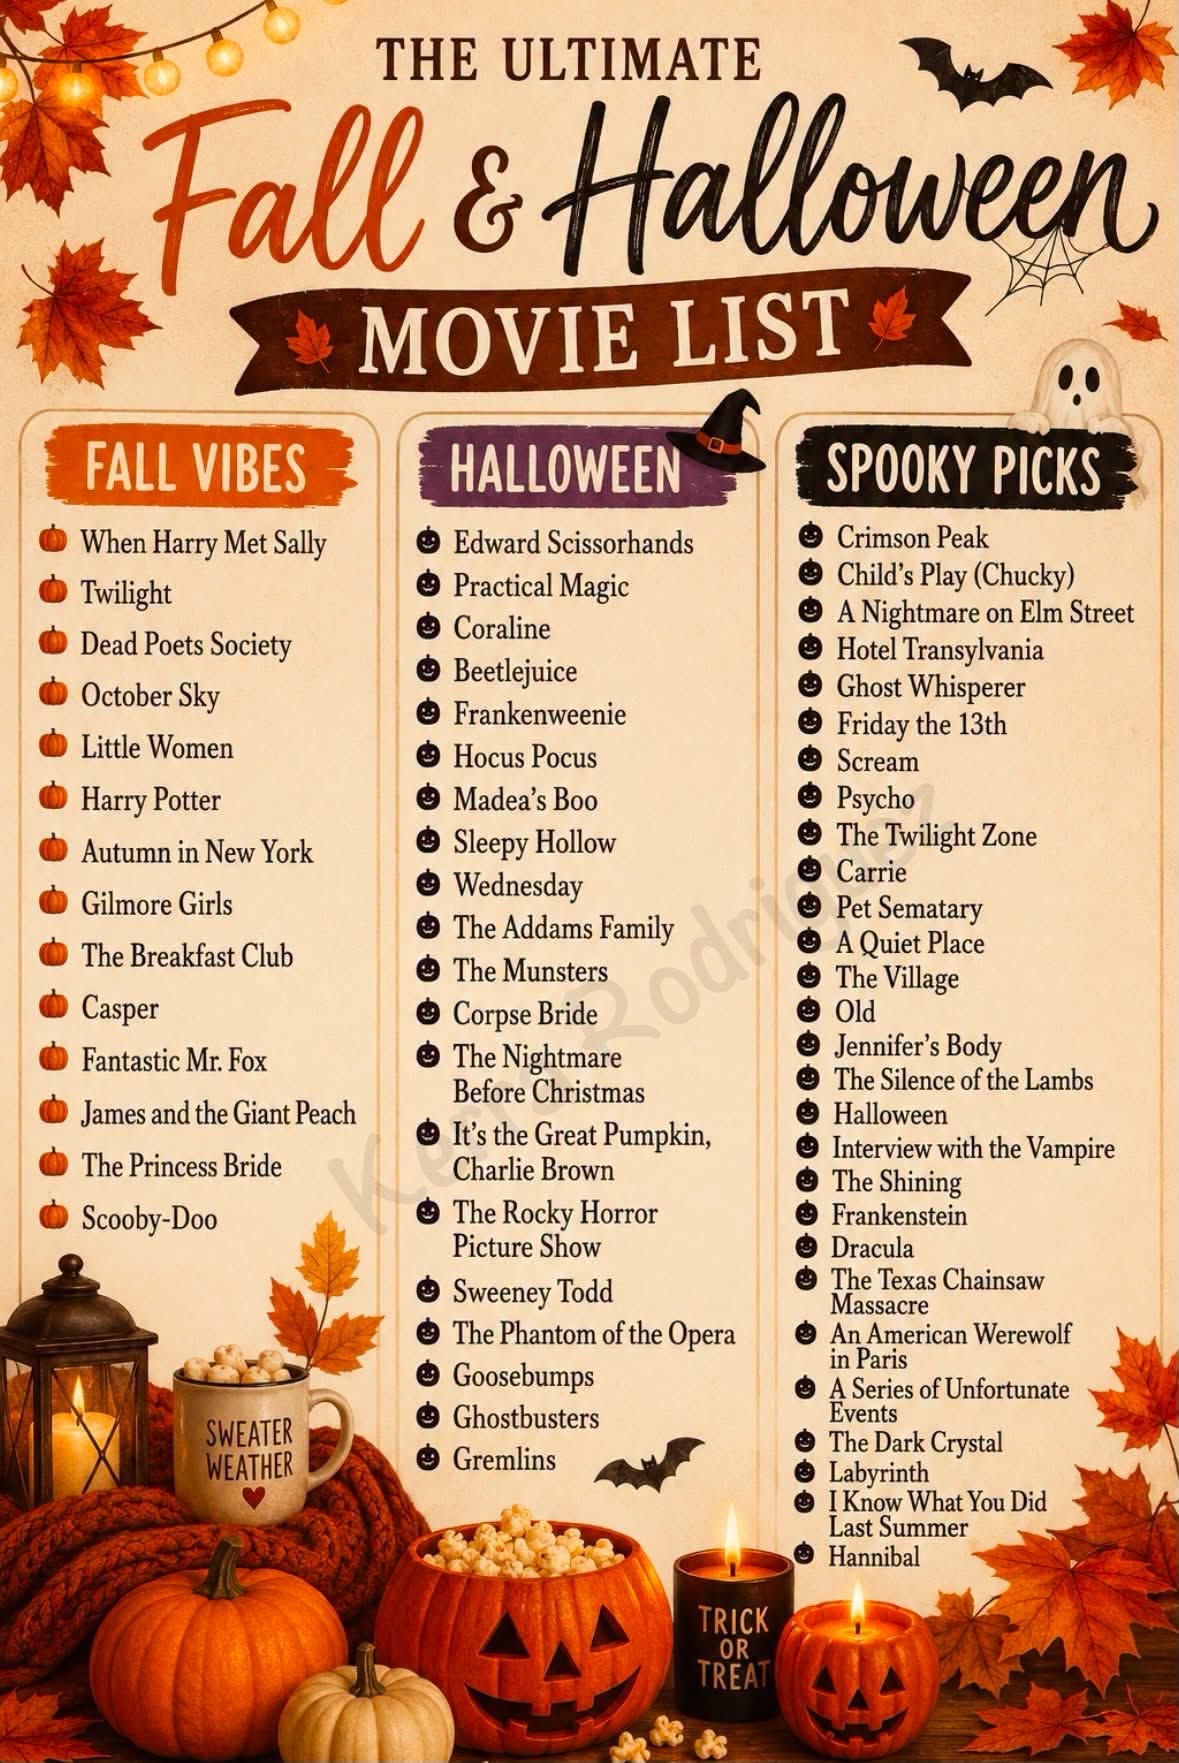 THE ULTIMATE
Fall & Halloween
MOVIE LIST
FALL VIBES
When Harry Met Sally
Twilight
Dead Poets Society
October Sky
Little Women
Harry Potter
Autumn in New York
Gilmore Girls
The Breakfast Club
Casper
Fantastic Mr. Fox
James and the Giant Peach
The Princess Bride
Scooby-Doo
SWEATER
WEATHER
HALLOWEEN
Edward Scissorhands
Practical Magic
Coraline
Beetlejuice
Frankenweenie
Hocus Pocus
Madea's Boo
Sleepy Hollow
Wednesday
The Addams Family
The Munsters
Corpse Bride
The Nightmare
Before Christmas
It's the Great Pumpkin,
Charlie Brown
The Rocky Horror
Picture Show
Sweeney Todd
The Phantom of the Opera
Goosebumps
Ghostbusters
Gremlins
SPOOKY PICKS
Crimson Peak
Child's Play (Chucky)
A Nightmare on Elm Street
Hotel Transylvania
Ghost Whisperer
Friday the 13th
Scream
Psycho
The Twilight Zone
Carrie
Pet Sematary
A Quiet Place
The Village
Old
Jennifer's Body
The Silence of the Lambs
Halloween
Interview with the Vampire
The Shining
Frankenstein
Dracula
The Texas Chainsaw
Massacre
An American Werewolf
in Paris
A Series of Unfortunate
Events
The Dark Crystal
Labyrinth
I Know What You Did
Last Summer
Hannibal
TRICK
OR
TREAT
Rodriguez